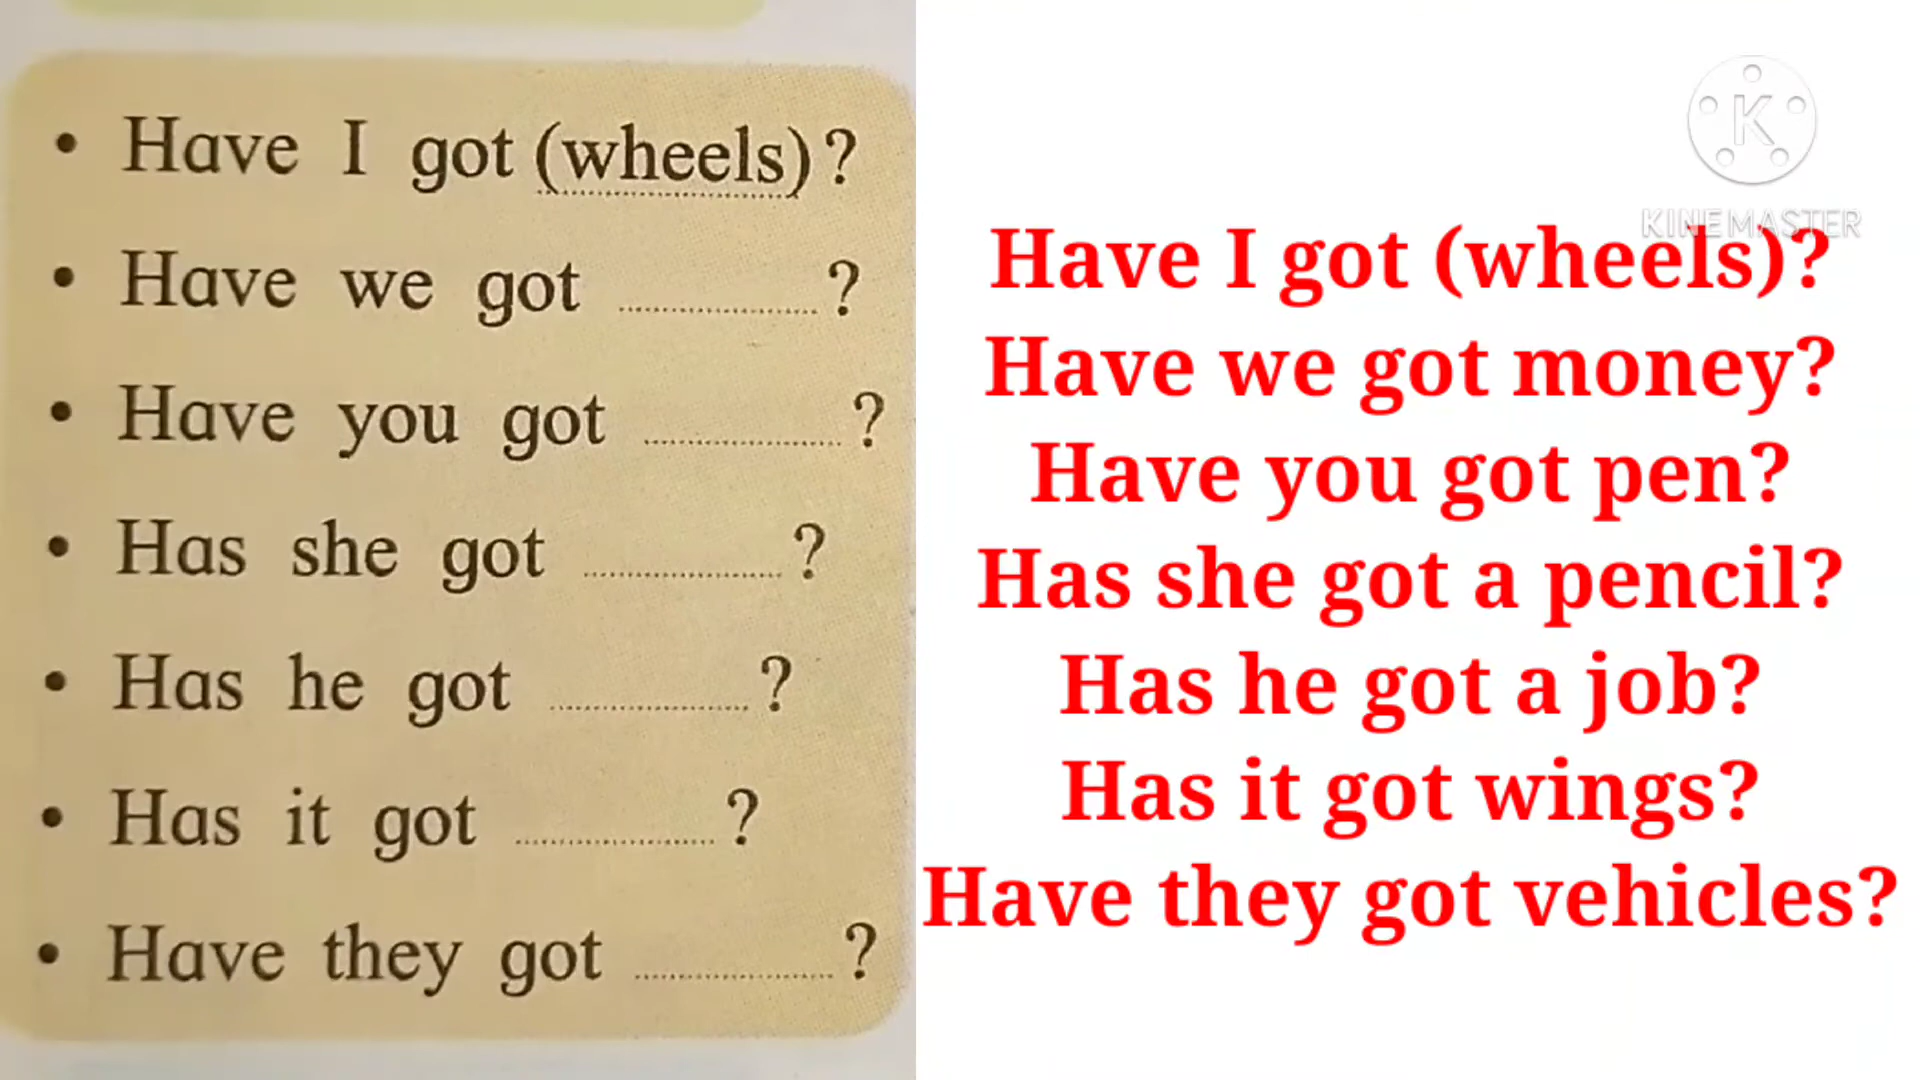 • Have I got (wheels)?
• Have we got ............?
• Have you got ............?
• Has she got ............?
• Has he got ............?
• Has it got ............?
• Have they got ............?
K
KINEMASTER
Have I got (wheels)?
Have we got money?
Have you got pen?
Has she got a pencil?
Has he got a job?
Has it got wings?
Have they got vehicles?